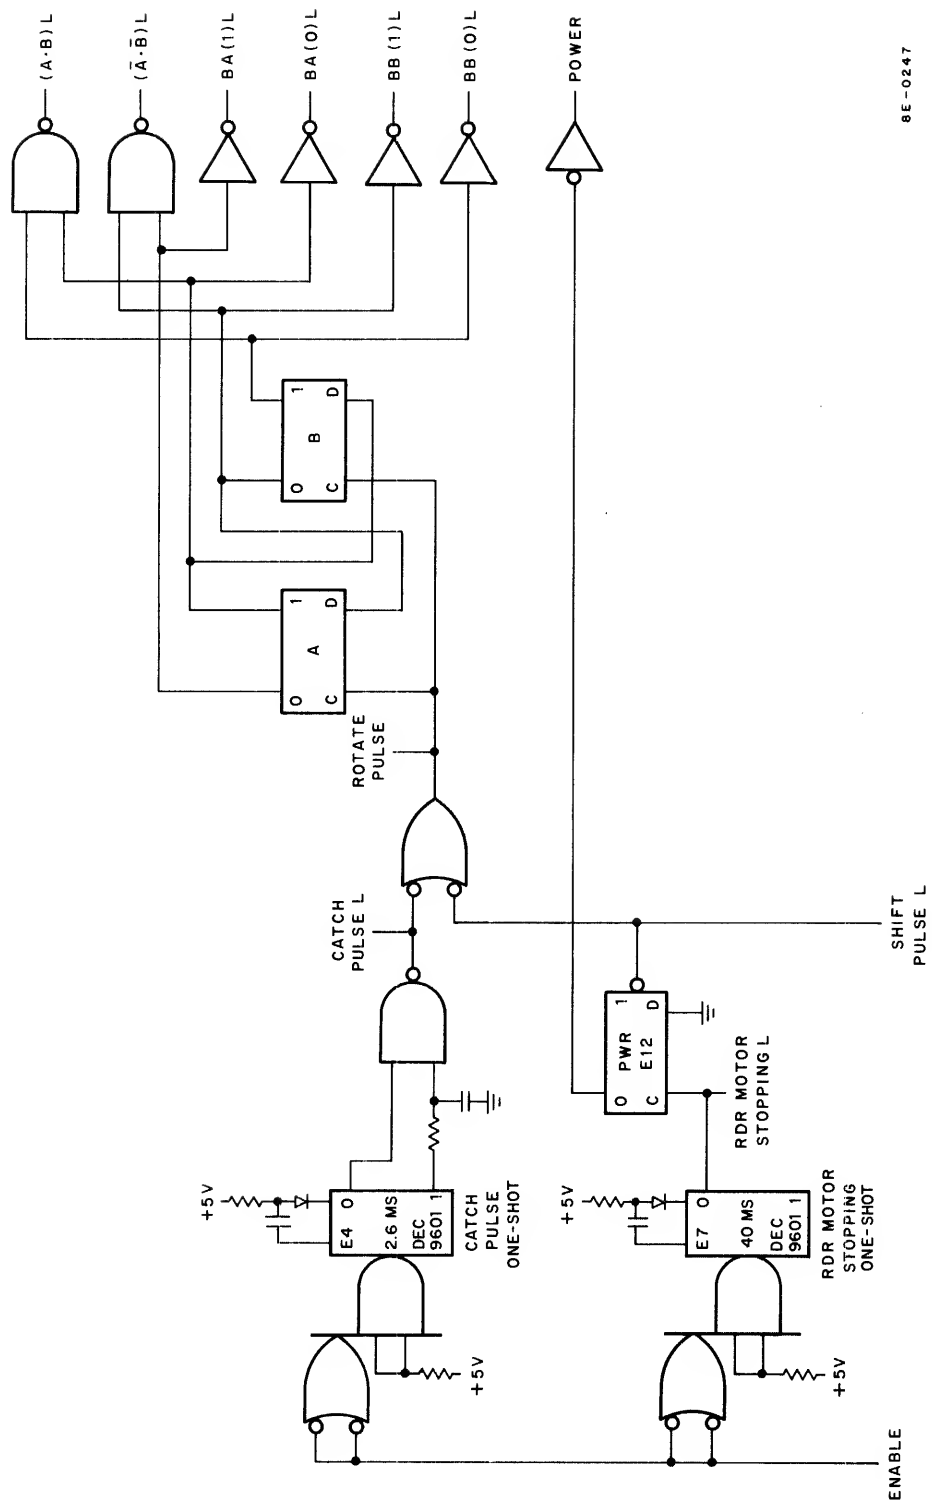 (A·B)L
(Ā·B̄)L
BA(1)L
BA(0)L
BB(1)L
BB(0)L
POWER
8E-0247
1
D
B
0
C
1
D
A
0
C
ROTATE
PULSE
CATCH
PULSE L
SHIFT
PULSE L
1
D
PWR
E12
0
C
RDR MOTOR
STOPPING L
+5V
0
E4
2.6 MS
DEC
9601 1
CATCH
PULSE
ONE-SHOT
+5V
0
E7
40 MS
DEC
9601 1
RDR MOTOR
STOPPING
ONE-SHOT
+5V
+5V
ENABLE